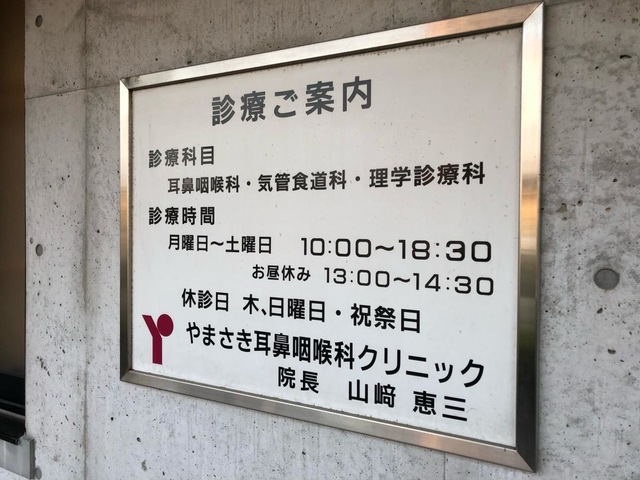 診療ご案内
診療科目
耳鼻咽喉科・気管食道科・理学診療科
診療時間
月曜日～土曜日 10:00～18:30
お昼休み 13:00～14:30
休診日 木、日曜日・祝祭日
やまさき耳鼻咽喉科クリニック
院長 山﨑 恵三